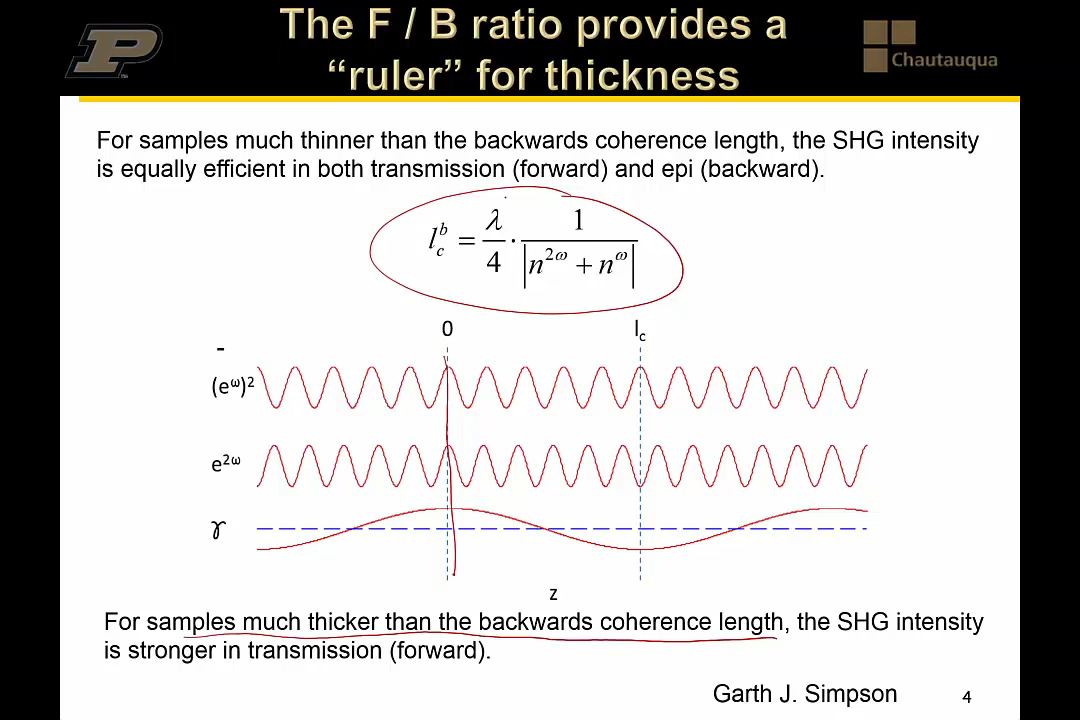 The F / B ratio provides a
“ruler” for thickness
P
Chautauqua
For samples much thinner than the backwards coherence length, the SHG intensity
is equally efficient in both transmission (forward) and epi (backward).
l_c^b = λ/4 · 1/|n^{2ω} + n^ω|
0 l_c
-
(e^ω)^2
e^{2ω}
ɤ
z
For samples much thicker than the backwards coherence length, the SHG intensity
is stronger in transmission (forward).
Garth J. Simpson 4